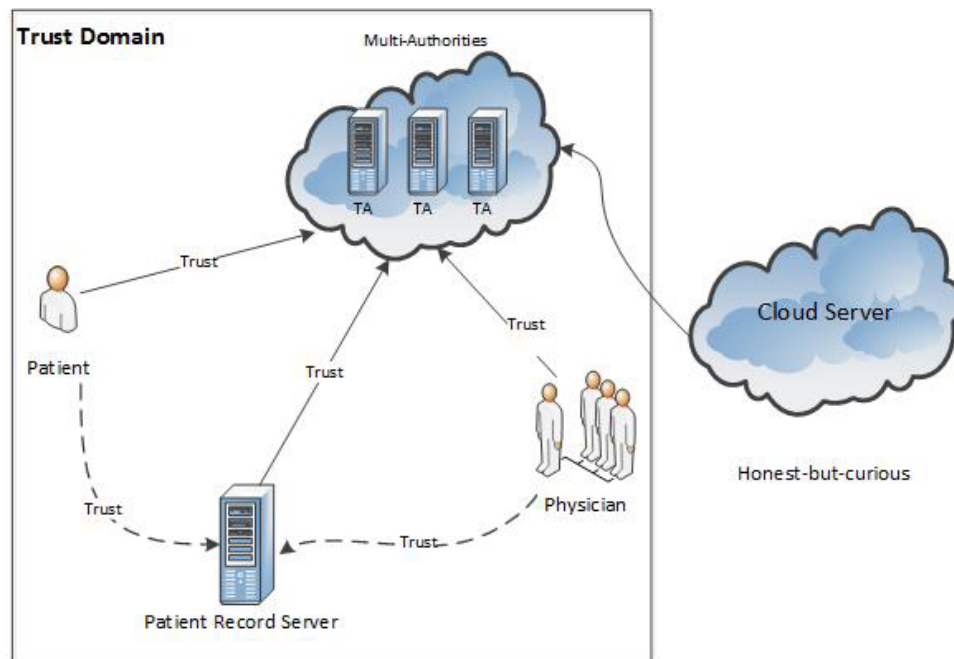 Trust Domain
Multi-Authorities
TA
TA
TA
Trust
Cloud Server
Trust
Patient
Trust
Honest-but-curious
Physician
Trust
Trust
Patient Record Server